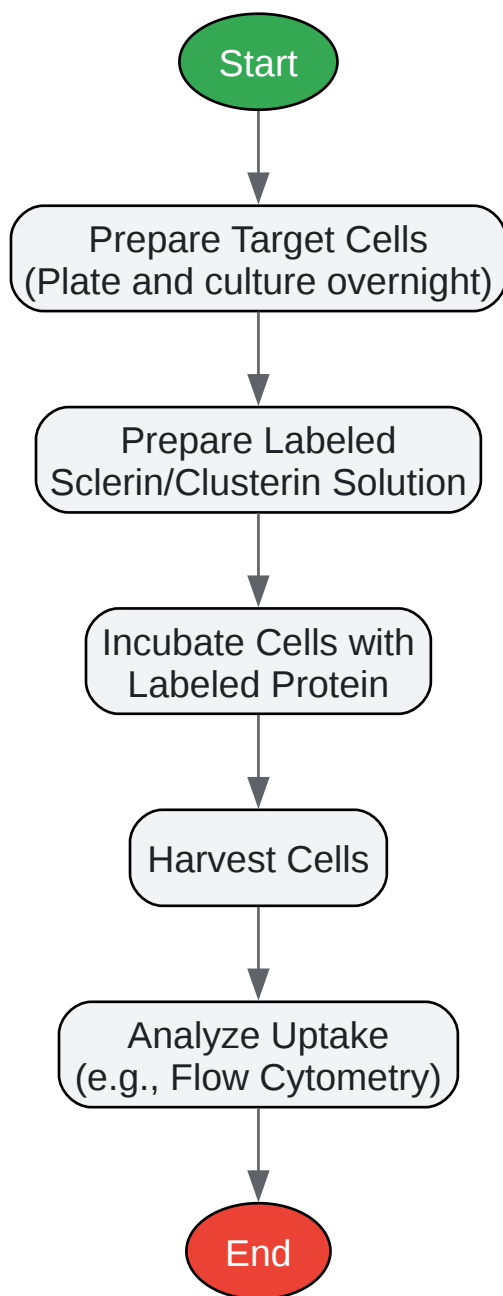 Start
Prepare Target Cells
(Plate and culture overnight)
Prepare Labeled
Sclerin/Clusterin Solution
Incubate Cells with
Labeled Protein
Harvest Cells
Analyze Uptake
(e.g., Flow Cytometry)
End